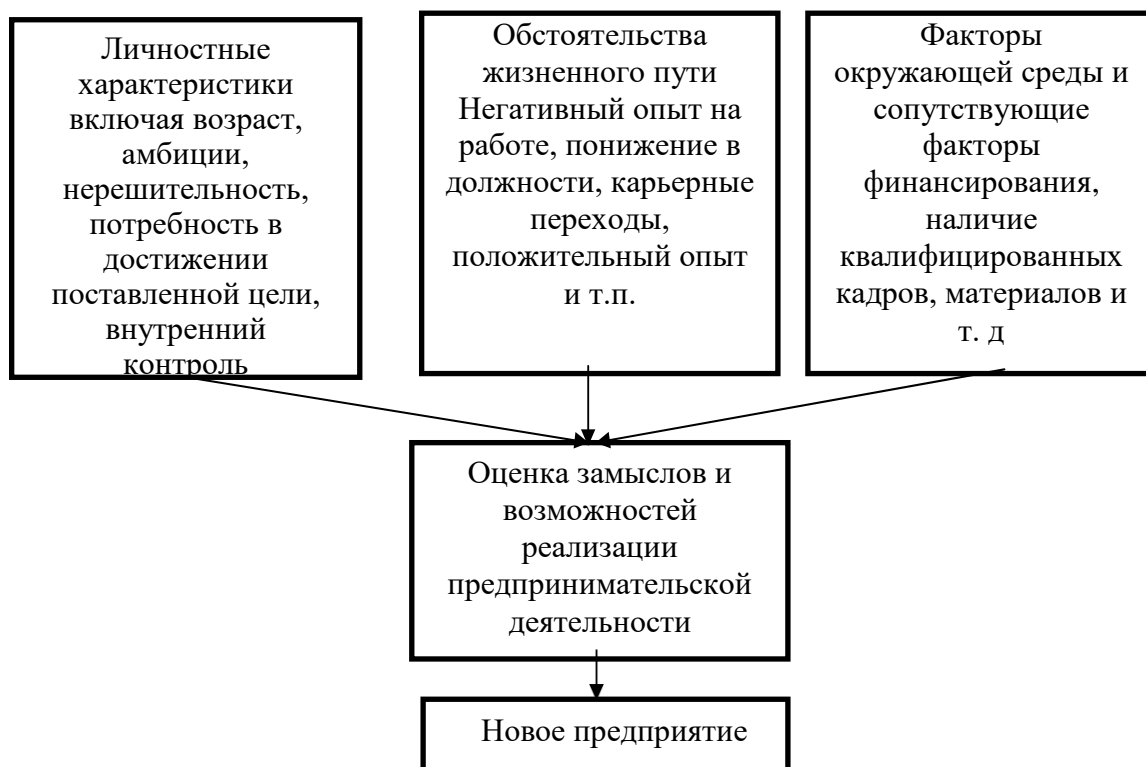 Личностные
характеристики
включая возраст,
амбиции,
нерешительность,
потребность в
достижении
поставленной цели,
внутренний
контроль
Обстоятельства
жизненного пути
Негативный опыт на
работе, понижение в
должности, карьерные
переходы,
положительный опыт
и т.п.
Факторы
окружающей среды и
сопутствующие
факторы
финансирования,
наличие
квалифицированных
кадров, материалов и
т. д
Оценка замыслов и
возможностей
реализации
предпринимательской
деятельности
Новое предприятие